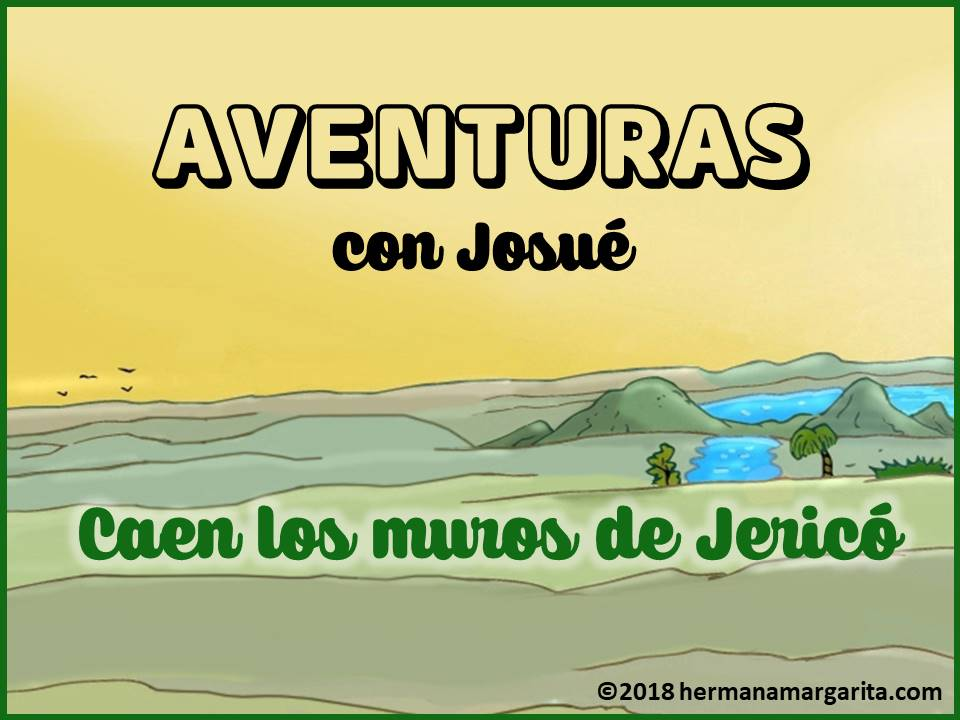 AVENTURAS
con Josué
Caen los muros de Jericó
©2018 hermanamargarita.com